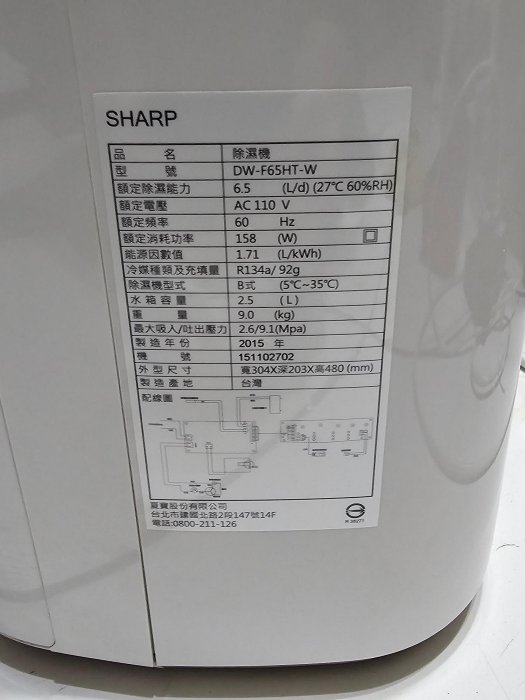 SHARP
品 名 除濕機
型 號 DW-F65HT-W
額定除濕能力 6.5 (L/d) (27℃ 60%RH)
額定電壓 AC 110 V
額定頻率 60 Hz
額定消耗功率 158 (W)
能源因數值 1.71 (L/kWh)
冷媒種類及充填量 R134a/ 92g
除濕機型式 B式 (5℃~35℃)
水箱容量 2.5 (L)
重 量 9.0 (kg)
最大吸入/吐出壓力 2.6/9.1(Mpa)
製造年份 2015 年
機 號 151102702
外型尺寸 寬304X深203X高480 (mm)
製造產地 台灣
配線圖
夏寶股份有限公司
台北市建國北路2段147號14F
電話:0800-211-126